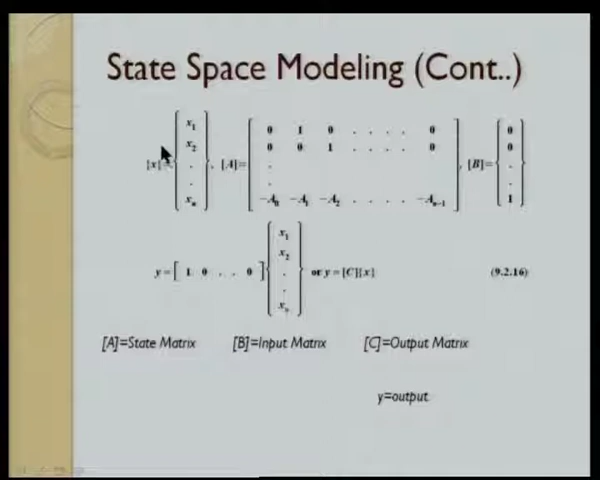 State Space Modeling (Cont..)
{x}= { x₁ x₂ . . xₙ } , [A]= [ 0 1 0 . . . . 0
0 0 1 . . . . 0
.
.
-A₀ -A₁ -A₂ . . . . -Aₙ₋₁ ] , [B]= { 0 0 . . 1 }
y = [ 1 0 . . 0 ] { x₁ x₂ . . xₙ } or y = [C]{x} (9.2.16)
[A]=State Matrix [B]=Input Matrix [C]=Output Matrix
y=output